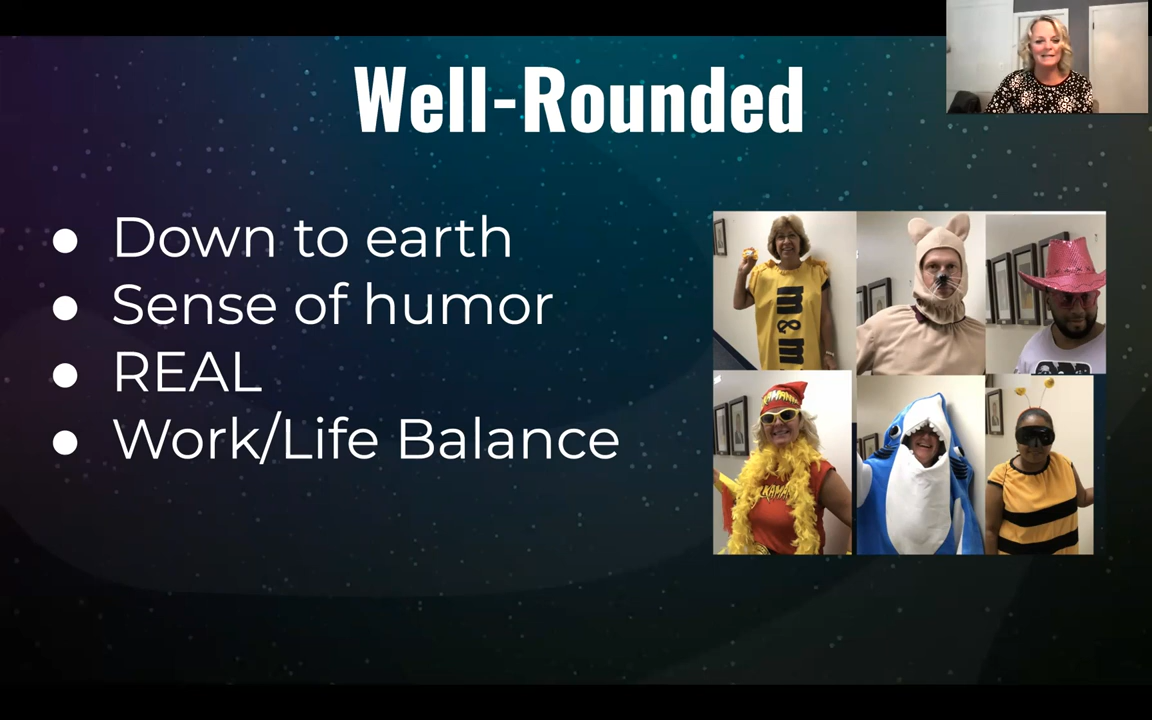 Well-Rounded
● Down to earth
● Sense of humor
● REAL
● Work/Life Balance
m&m